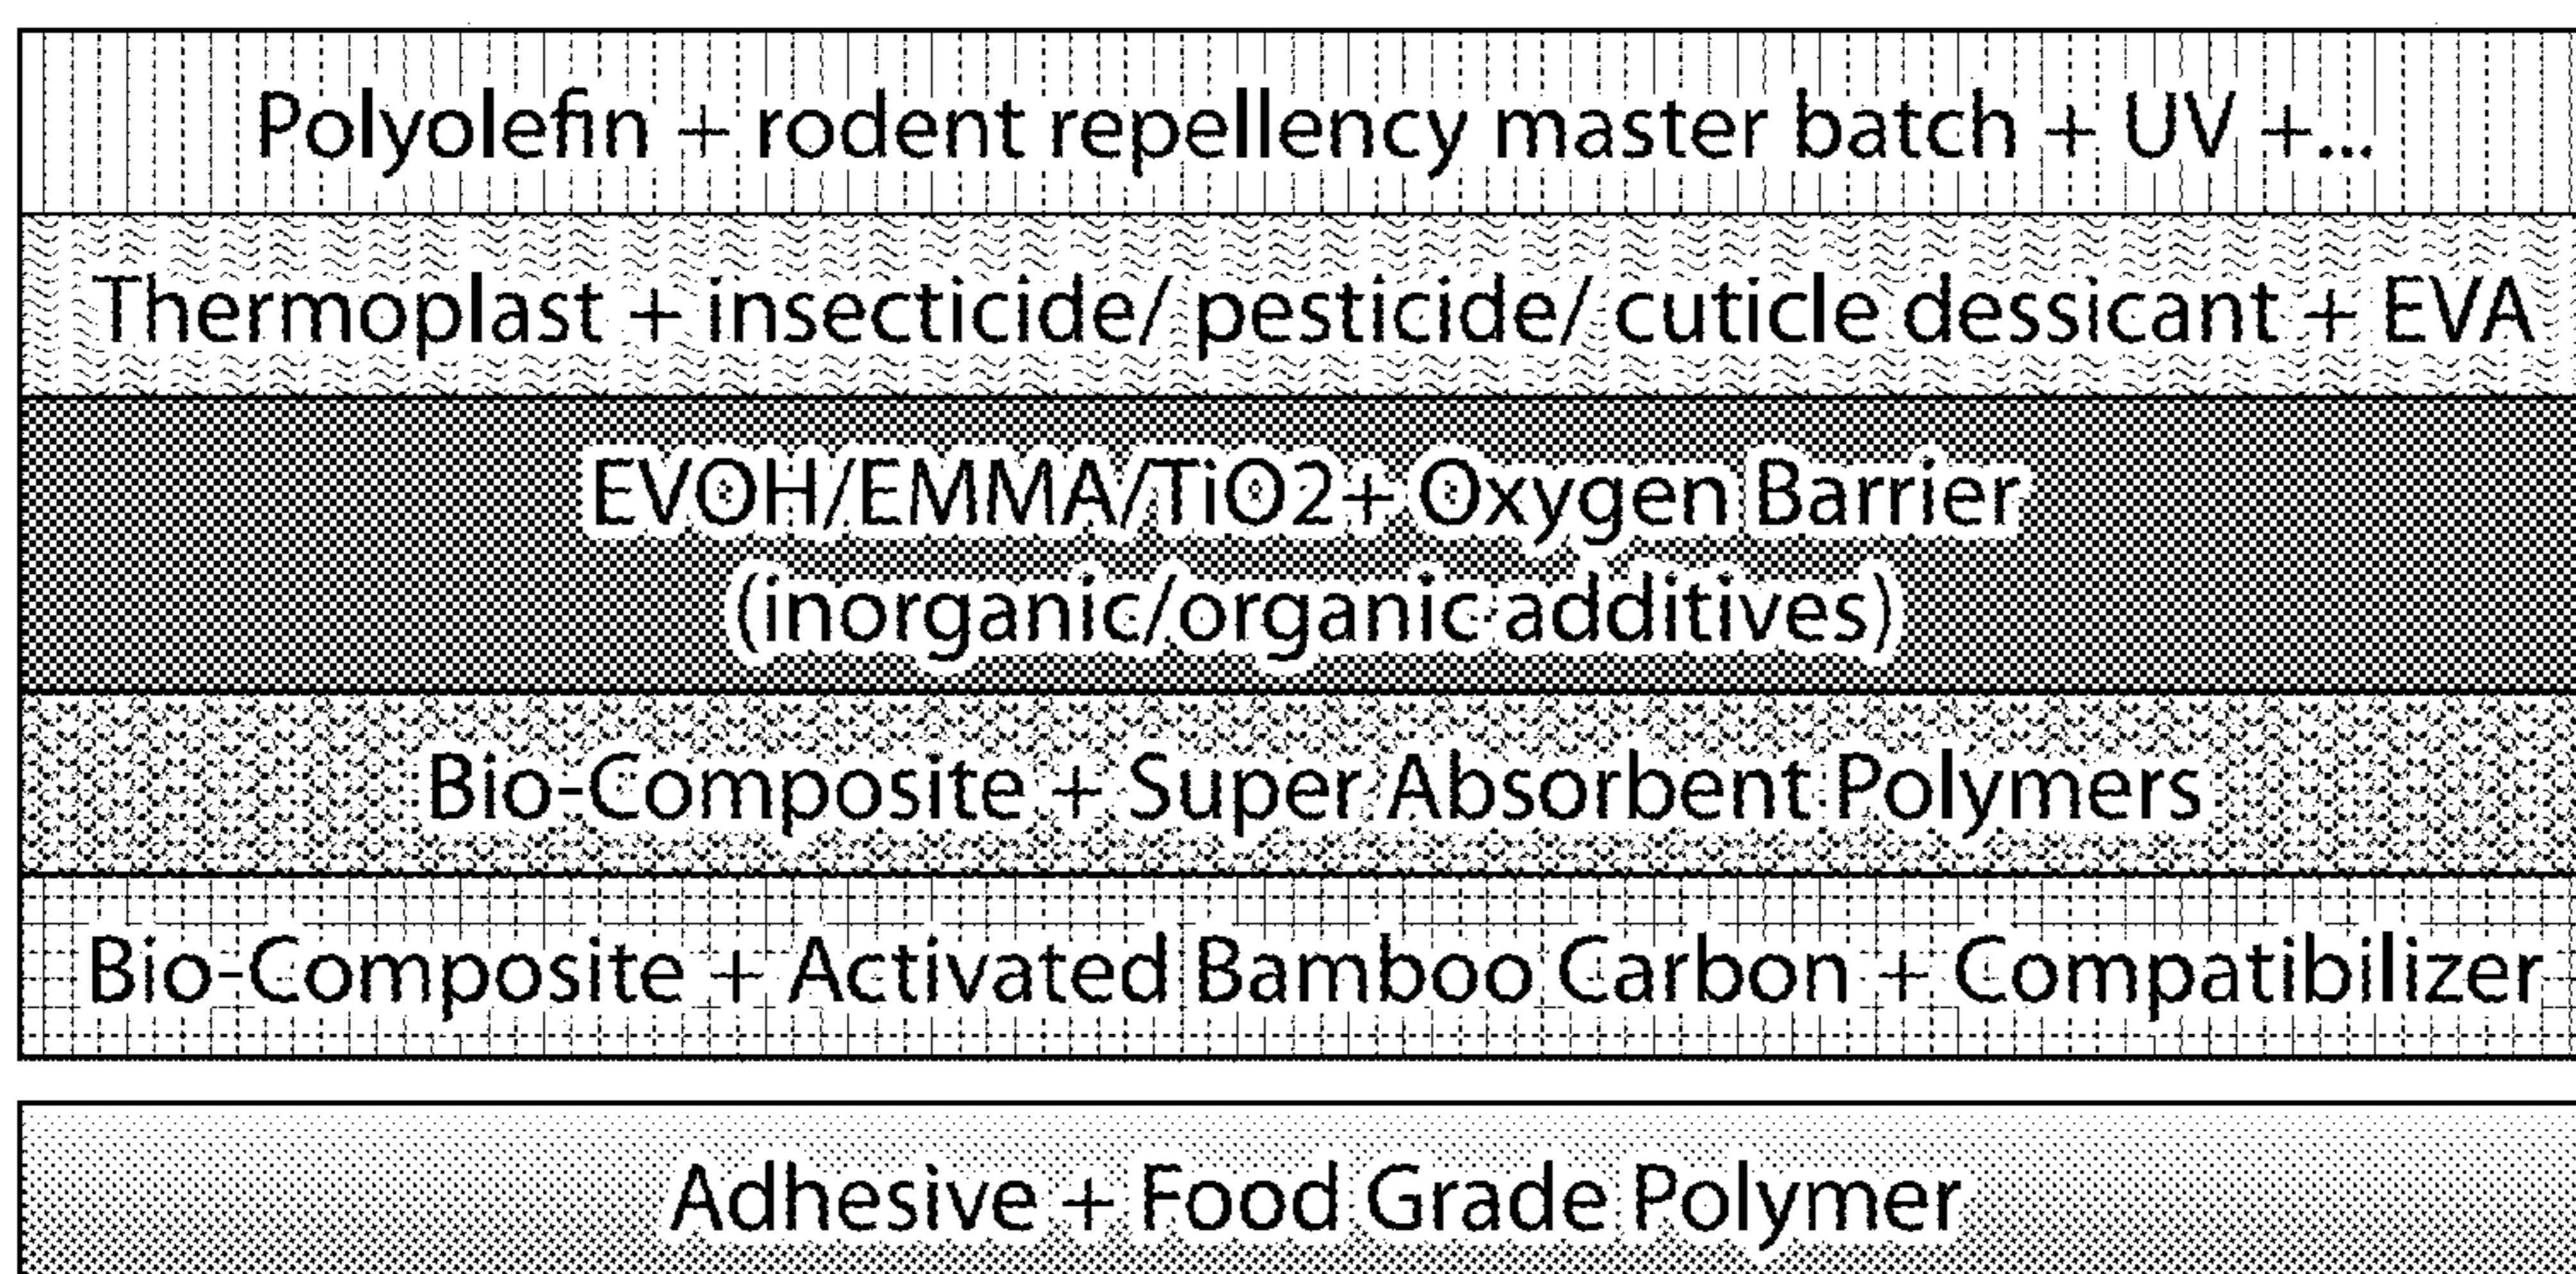 Polyolefin + rodent repellency master batch + UV +...
Thermoplast + insecticide/ pesticide/ cuticle dessicant + EVA
EVOH/EMMA/TiO2+ Oxygen Barrier
(inorganic/organic additives)
Bio-Composite + Super Absorbent Polymers
Bio-Composite + Activated Bamboo Carbon + Compatibilizer
Adhesive + Food Grade Polymer